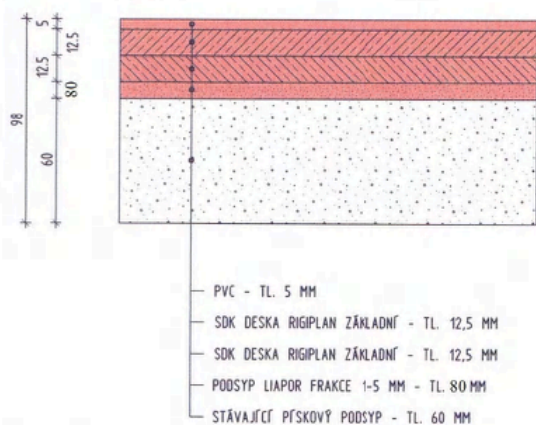 5
12.5
12.5
80
98
60
PVC - TL. 5 MM
SDK DESKA RIGIPLAN ZÁKLADNÍ - TL. 12,5 MM
SDK DESKA RIGIPLAN ZÁKLADNÍ - TL. 12,5 MM
PODSYP LIAPOR FRAKCE 1-5 MM - TL. 80 MM
STÁVAJÍCÍ PÍSKOVÝ PODSYP - TL. 60 MM